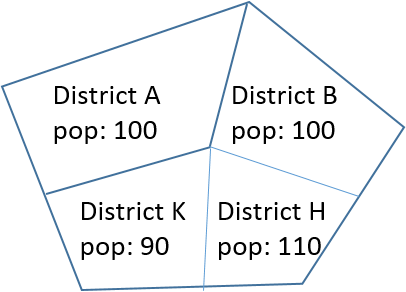 District A
pop: 100
District B
pop: 100
District K
pop: 90
District H
pop: 110